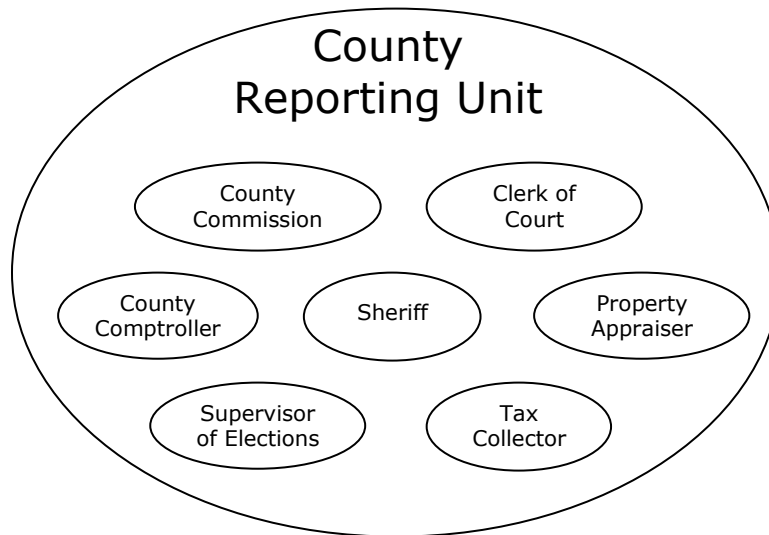 County
Reporting Unit
County
Commission
Clerk of
Court
County
Comptroller
Sheriff
Property
Appraiser
Supervisor
of Elections
Tax
Collector